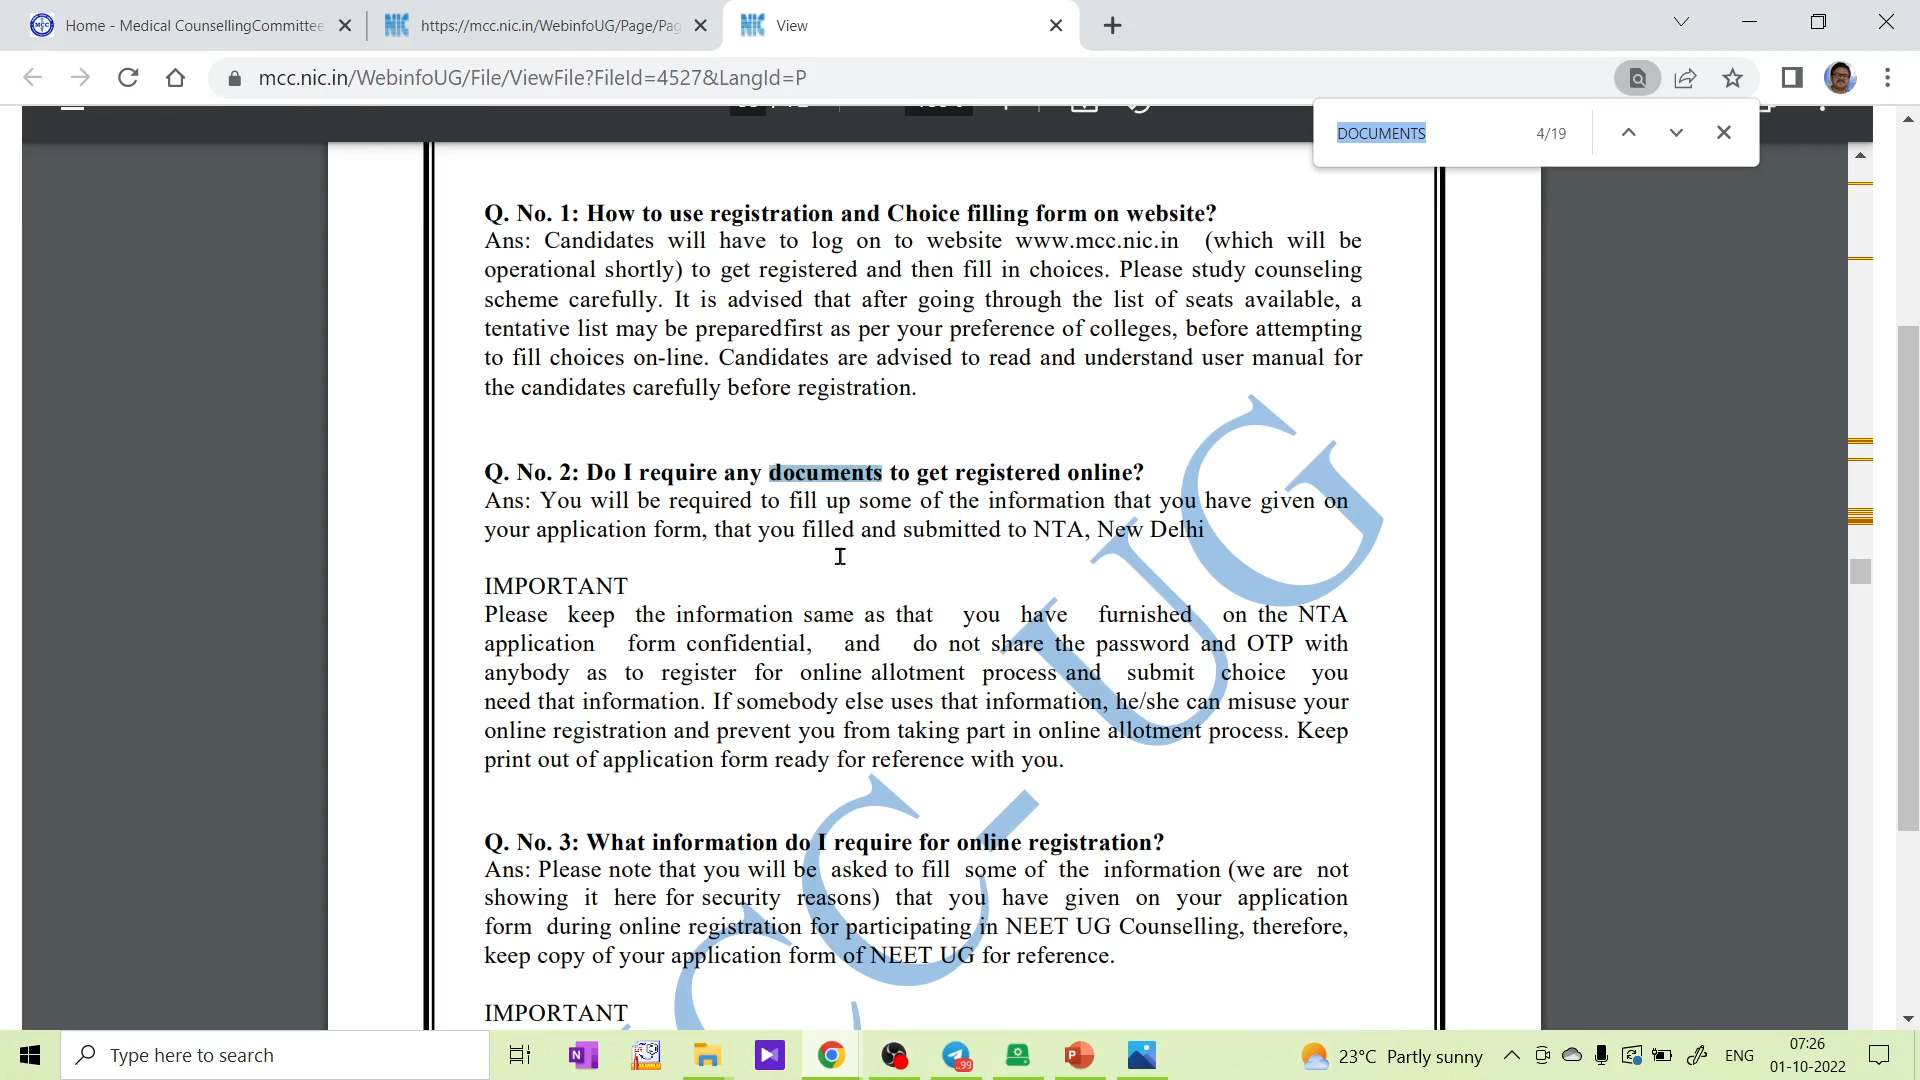 Home - Medical CounsellingCommittee
https://mcc.nic.in/WebinfoUG/Page/Pag
View
mcc.nic.in/WebinfoUG/File/ViewFile?FileId=4527&LangId=P
DOCUMENTS 4/19
Q. No. 1: How to use registration and Choice filling form on website?
Ans: Candidates will have to log on to website www.mcc.nic.in (which will be
operational shortly) to get registered and then fill in choices. Please study counseling
scheme carefully. It is advised that after going through the list of seats available, a
tentative list may be preparedfirst as per your preference of colleges, before attempting
to fill choices on-line. Candidates are advised to read and understand user manual for
the candidates carefully before registration.
Q. No. 2: Do I require any documents to get registered online?
Ans: You will be required to fill up some of the information that you have given on
your application form, that you filled and submitted to NTA, New Delhi
IMPORTANT
Please keep the information same as that you have furnished on the NTA
application form confidential, and do not share the password and OTP with
anybody as to register for online allotment process and submit choice you
need that information. If somebody else uses that information, he/she can misuse your
online registration and prevent you from taking part in online allotment process. Keep
print out of application form ready for reference with you.
Q. No. 3: What information do I require for online registration?
Ans: Please note that you will be asked to fill some of the information (we are not
showing it here for security reasons) that you have given on your application
form during online registration for participating in NEET UG Counselling, therefore,
keep copy of your application form of NEET UG for reference.
IMPORTANT
CC- UG
Type here to search
99
23°C Partly sunny
ENG
07:26
01-10-2022